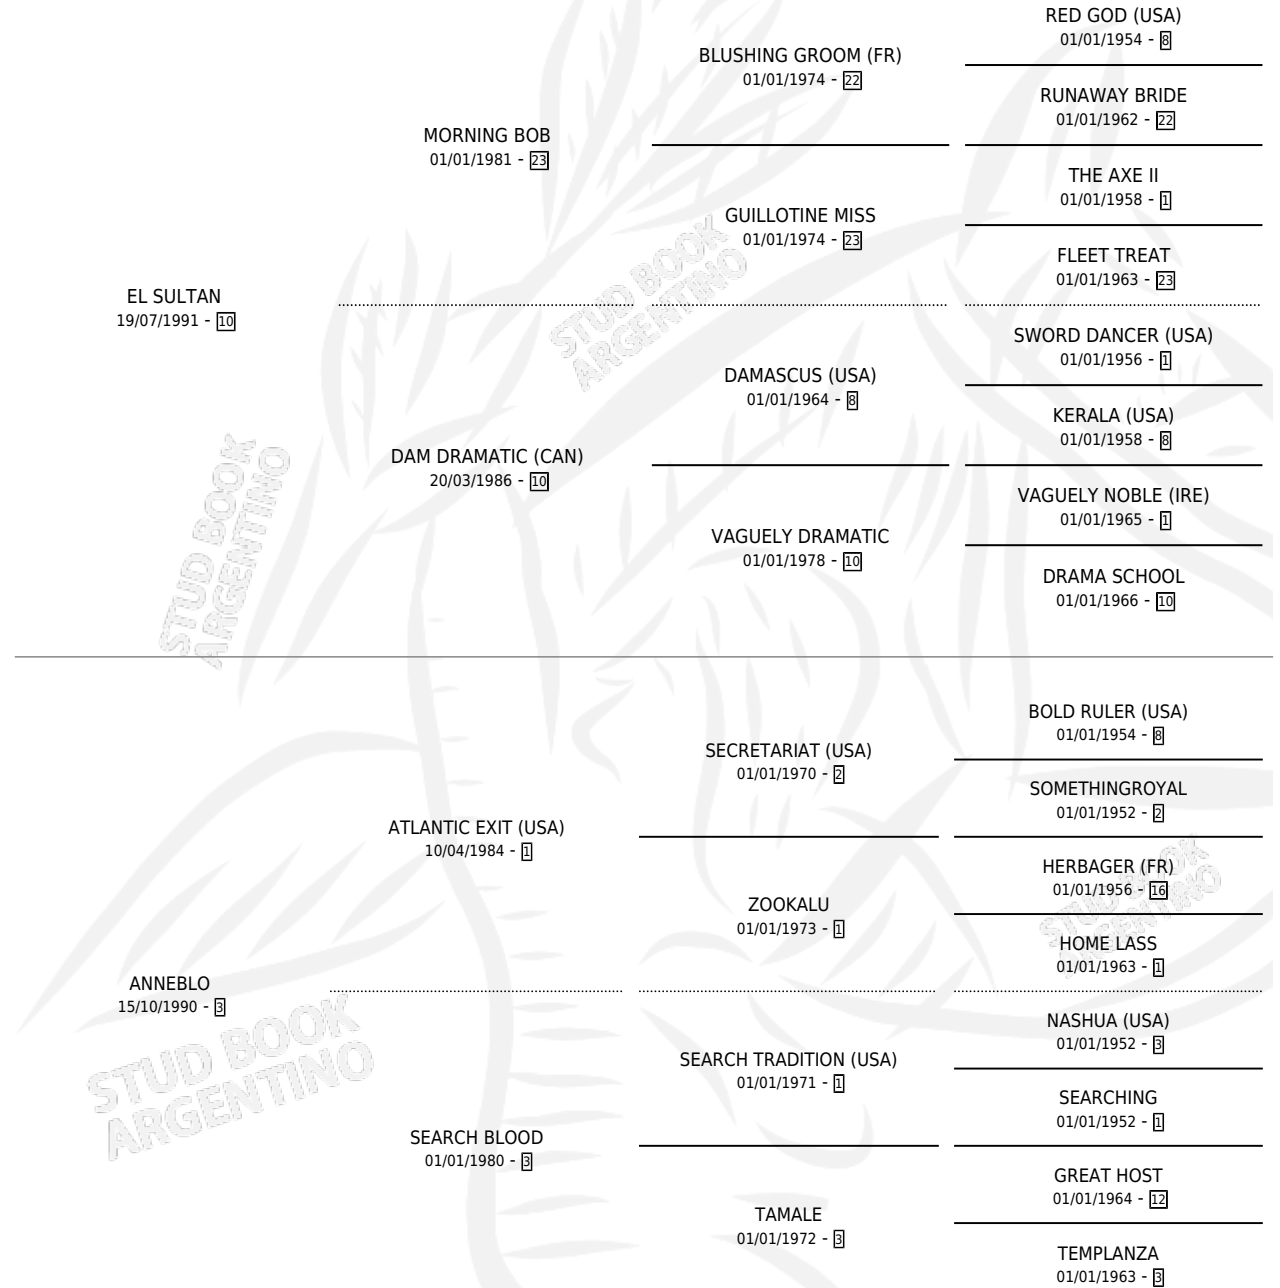 RED GOD (USA)
01/01/1954 - 8
BLUSHING GROOM (FR)
01/01/1974 - 22
RUNAWAY BRIDE
01/01/1962 - 22
MORNING BOB
01/01/1981 - 23
THE AXE II
01/01/1958 - 1
GUILLOTINE MISS
01/01/1974 - 23
FLEET TREAT
01/01/1963 - 23
EL SULTAN
19/07/1991 - 10
SWORD DANCER (USA)
01/01/1956 - 1
DAMASCUS (USA)
01/01/1964 - 8
KERALA (USA)
01/01/1958 - 8
DAM DRAMATIC (CAN)
20/03/1986 - 10
VAGUELY NOBLE (IRE)
01/01/1965 - 1
VAGUELY DRAMATIC
01/01/1978 - 10
DRAMA SCHOOL
01/01/1966 - 10
BOLD RULER (USA)
01/01/1954 - 8
SECRETARIAT (USA)
01/01/1970 - 2
SOMETHINGROYAL
01/01/1952 - 2
ATLANTIC EXIT (USA)
10/04/1984 - 1
HERBAGER (FR)
01/01/1956 - 16
ZOOKALU
01/01/1973 - 1
HOME LASS
01/01/1963 - 1
ANNEBLO
15/10/1990 - 3
NASHUA (USA)
01/01/1952 - 3
SEARCH TRADITION (USA)
01/01/1971 - 1
SEARCHING
01/01/1952 - 1
SEARCH BLOOD
01/01/1980 - 3
GREAT HOST
01/01/1964 - 12
TAMALE
01/01/1972 - 3
TEMPLANZA
01/01/1963 - 3
STUD BOOK
ARGENTINO
STUD BOOK
ARGENTINO
STUD BOOK
ARGENTINO
STUD BOOK
ARGENTINO